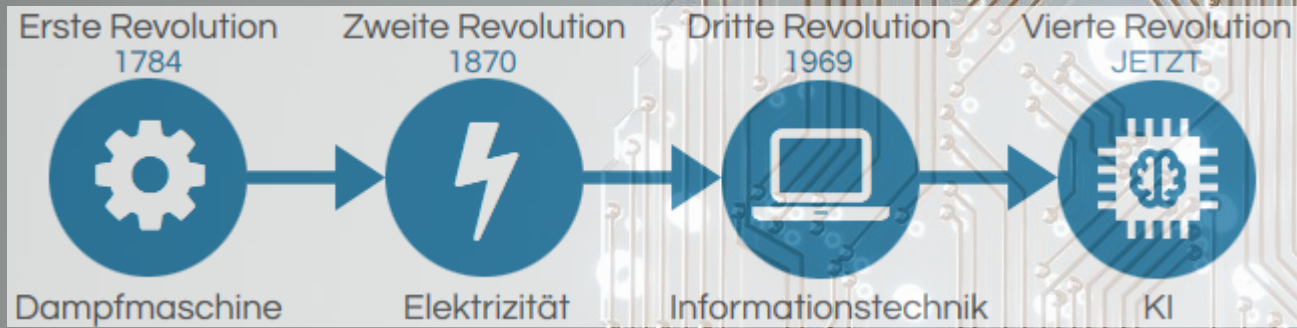 Erste Revolution
1784
Dampfmaschine
Zweite Revolution
1870
Elektrizität
Dritte Revolution
1969
Informationstechnik
Vierte Revolution
JETZT
KI